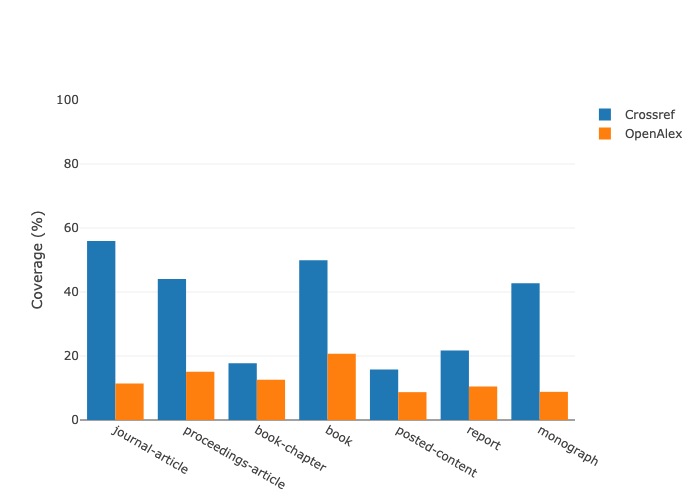 100
80
60
40
20
0
Coverage (%)
journal-article
proceedings-article
book-chapter
book
posted-content
report
monograph
Crossref
OpenAlex